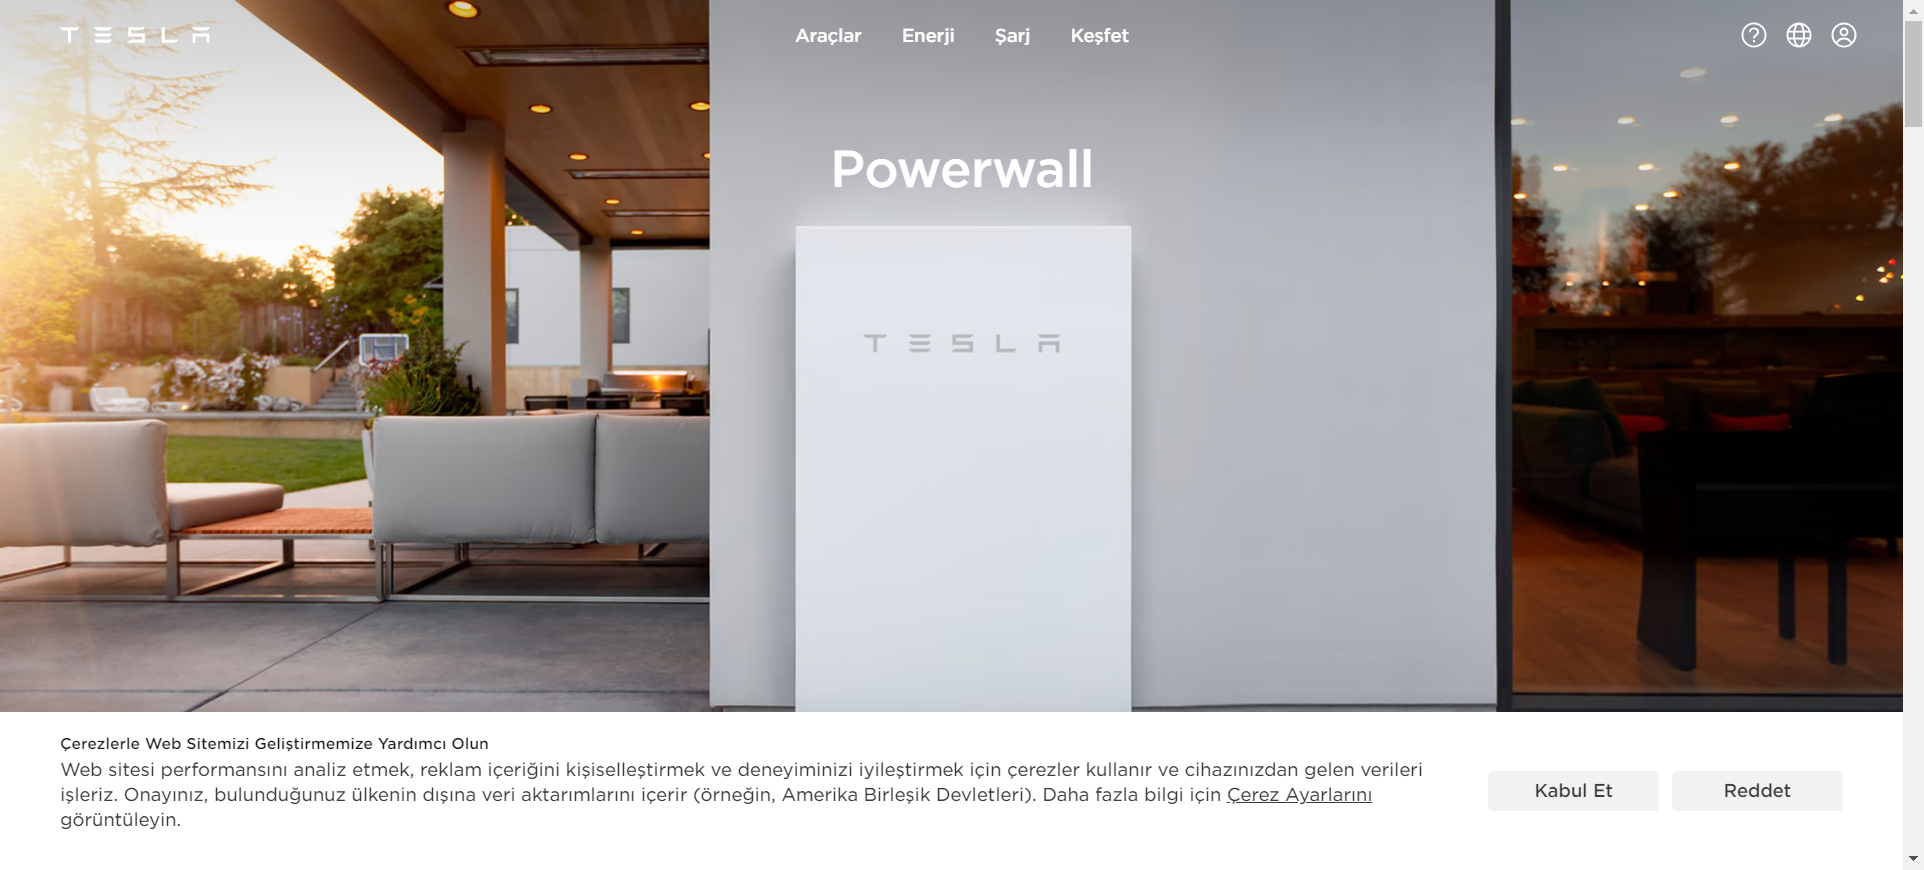 TESLA
Araçlar
Enerji
Şarj
Keşfet
Powerwall
TESLA
Çerezlerle Web Sitemizi Geliştirmemize Yardımcı Olun
Web sitesi performansını analiz etmek, reklam içeriğini kişiselleştirmek ve deneyiminizi iyileştirmek için çerezler kullanır ve cihazınızdan gelen verileri
işleriz. Onayınız, bulunduğunuz ülkenin dışına veri aktarımlarını içerir (örneğin, Amerika Birleşik Devletleri). Daha fazla bilgi için Çerez Ayarlarını
görüntüleyin.
Kabul Et
Reddet